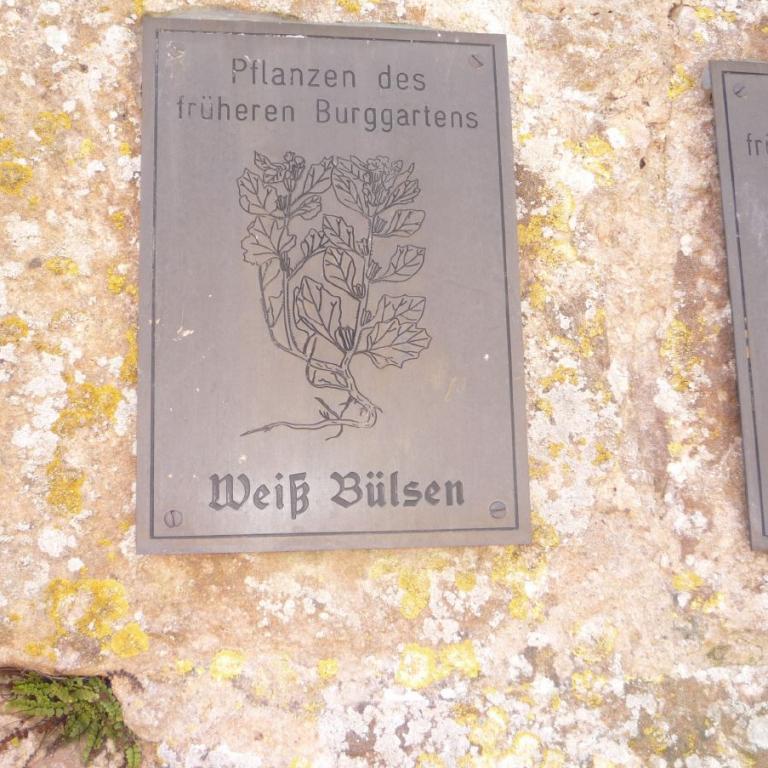 Pflanzen des
früheren Burggartens
Weiß Bülsen